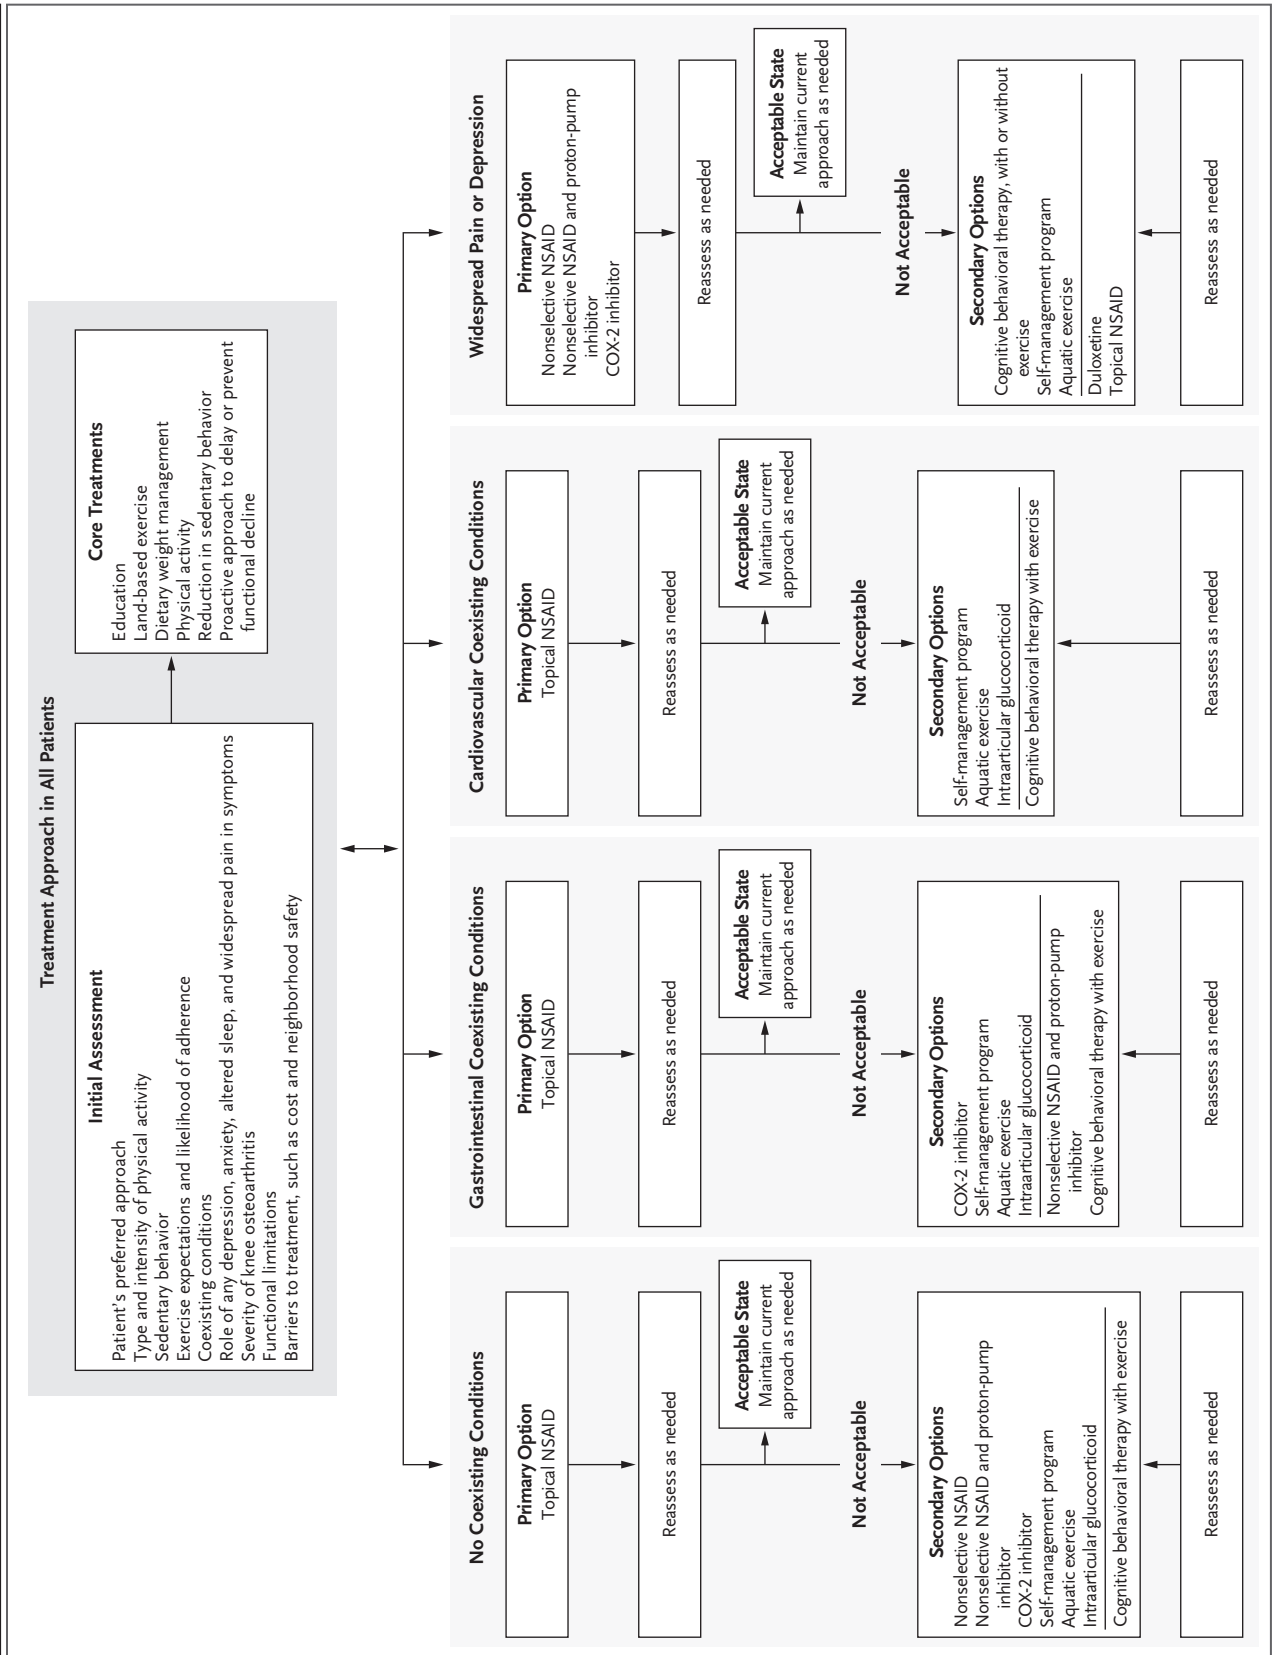 Treatment Approach in All Patients
Initial Assessment
Patient's preferred approach
Type and intensity of physical activity
Sedentary behavior
Exercise expectations and likelihood of adherence
Coexisting conditions
Role of any depression, anxiety, altered sleep, and widespread pain in symptoms
Severity of knee osteoarthritis
Functional limitations
Barriers to treatment, such as cost and neighborhood safety
Core Treatments
Education
Land-based exercise
Dietary weight management
Physical activity
Reduction in sedentary behavior
Proactive approach to delay or prevent
functional decline
No Coexisting Conditions
Primary Option
Topical NSAID
Reassess as needed
Acceptable State
Maintain current
approach as needed
Not Acceptable
Secondary Options
Nonselective NSAID
Nonselective NSAID and proton-pump
inhibitor
COX-2 inhibitor
Self-management program
Aquatic exercise
Intraarticular glucocorticoid
Cognitive behavioral therapy with exercise
Reassess as needed
Gastrointestinal Coexisting Conditions
Primary Option
Topical NSAID
Reassess as needed
Acceptable State
Maintain current
approach as needed
Not Acceptable
Secondary Options
COX-2 inhibitor
Self-management program
Aquatic exercise
Intraarticular glucocorticoid
Nonselective NSAID and proton-pump
inhibitor
Cognitive behavioral therapy with exercise
Reassess as needed
Cardiovascular Coexisting Conditions
Primary Option
Topical NSAID
Reassess as needed
Acceptable State
Maintain current
approach as needed
Not Acceptable
Secondary Options
Self-management program
Aquatic exercise
Intraarticular glucocorticoid
Cognitive behavioral therapy with exercise
Reassess as needed
Widespread Pain or Depression
Primary Option
Nonselective NSAID
Nonselective NSAID and proton-pump
inhibitor
COX-2 inhibitor
Reassess as needed
Acceptable State
Maintain current
approach as needed
Not Acceptable
Secondary Options
Cognitive behavioral therapy, with or without
exercise
Self-management program
Aquatic exercise
Duloxetine
Topical NSAID
Reassess as needed